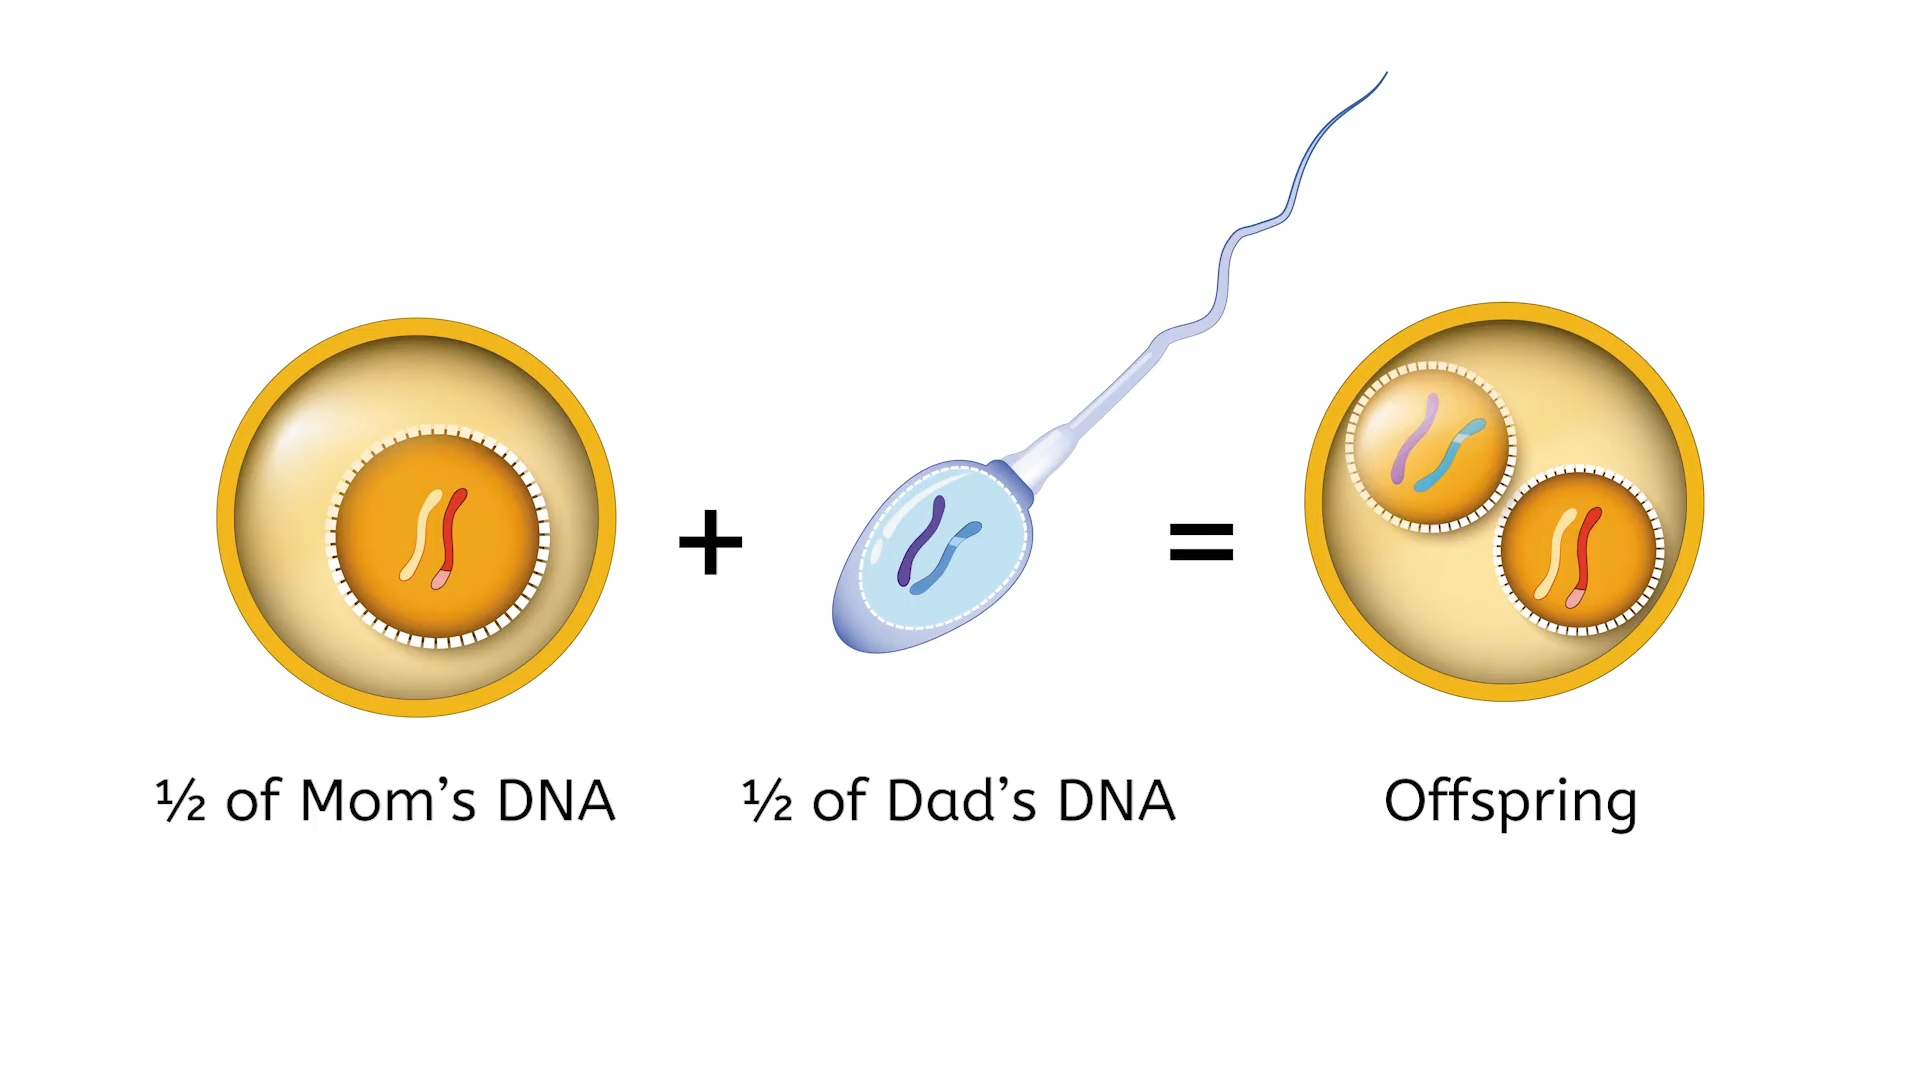 +
=
½ of Mom’s DNA
½ of Dad’s DNA
Offspring